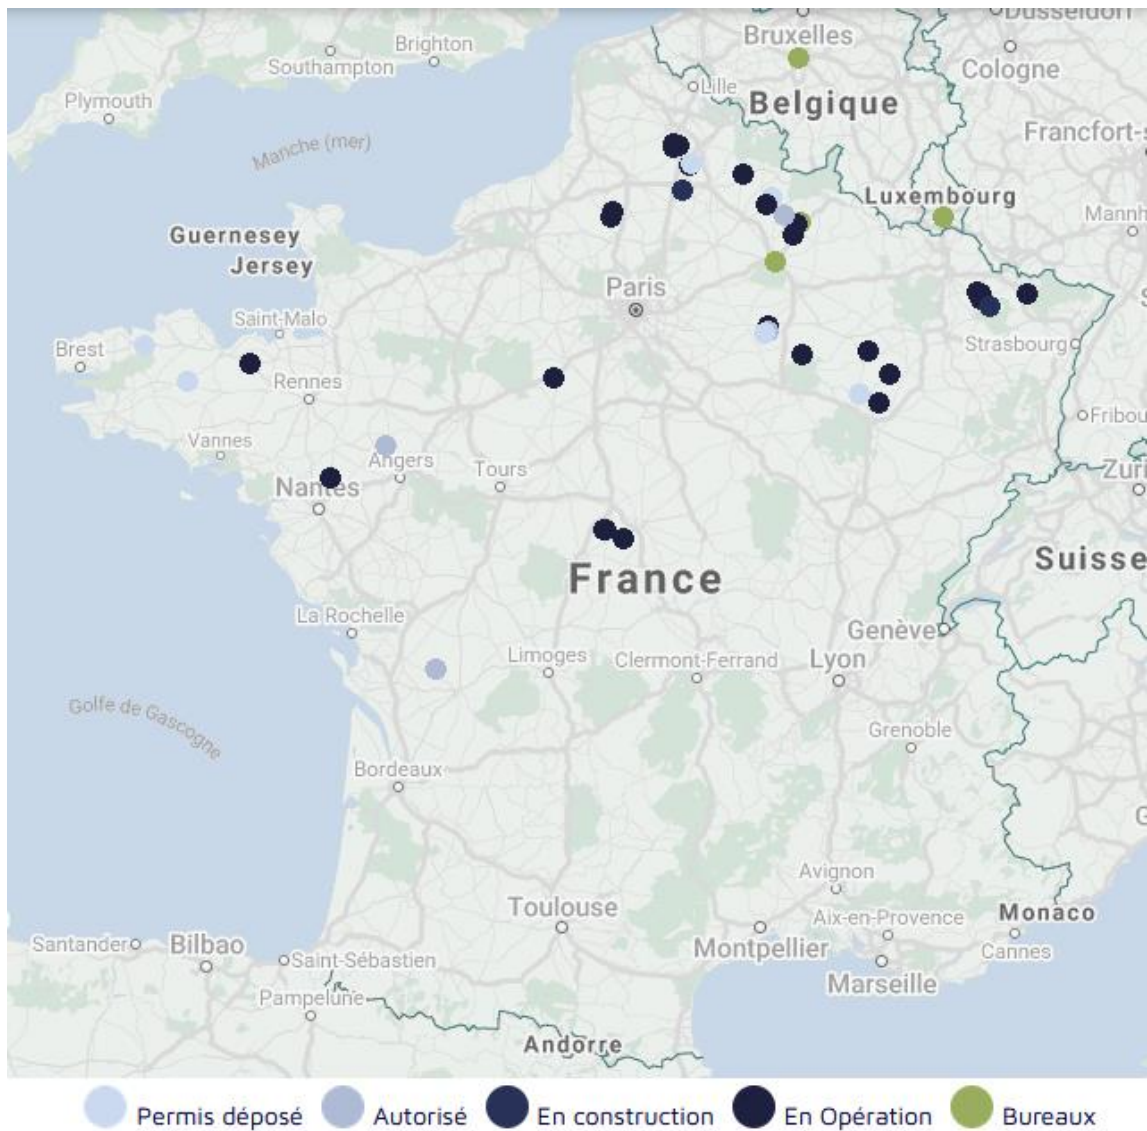 Düsseldorf
Bruxelles
Brighton
Southampton
Cologne
Lille
Plymouth
Belgique
Francfort-s
Manche (mer)
Luxembourg
Mannh
Guernesey
Jersey
Paris
Saint-Malo
Strasbourg
Brest
Rennes
Fribou
Vannes
Angers
Tours
Zuri
Nantes
Suisse
France
La Rochelle
Genève
Limoges
Clermont-Ferrand
Lyon
Golfe de Gascogne
Grenoble
Bordeaux
G
Avignon
Toulouse
Aix-en-Provence
Monaco
Santander
Bilbao
Montpellier
Cannes
Saint-Sébastien
Marseille
Pampelune
Andorre
Permis déposé
Autorisé
En construction
En Opération
Bureaux